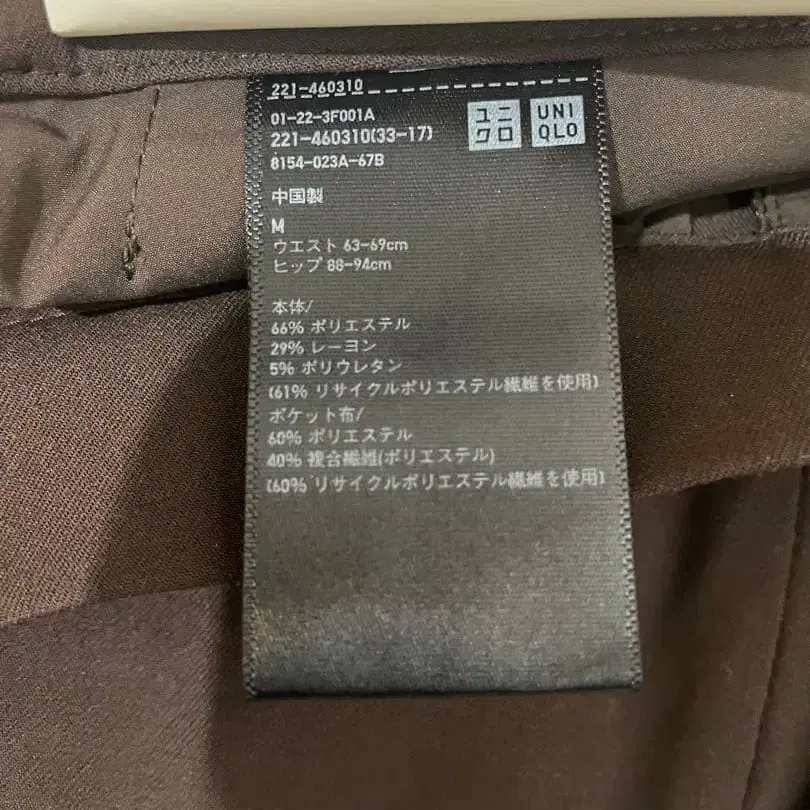 221-460310
01-22-3F001A
221-460310(33-17)
8154-023A-67B
ユニ
クロ
UNI
QLO
中国製
M
ウエスト 63-69cm
ヒップ 88-94cm
本体/
66% ポリエステル
29% レーヨン
5% ポリウレタン
(61% リサイクルポリエステル繊維を使用)
ポケット布/
60% ポリエステル
40% 複合繊維(ポリエステル)
(60% リサイクルポリエステル繊維を使用)